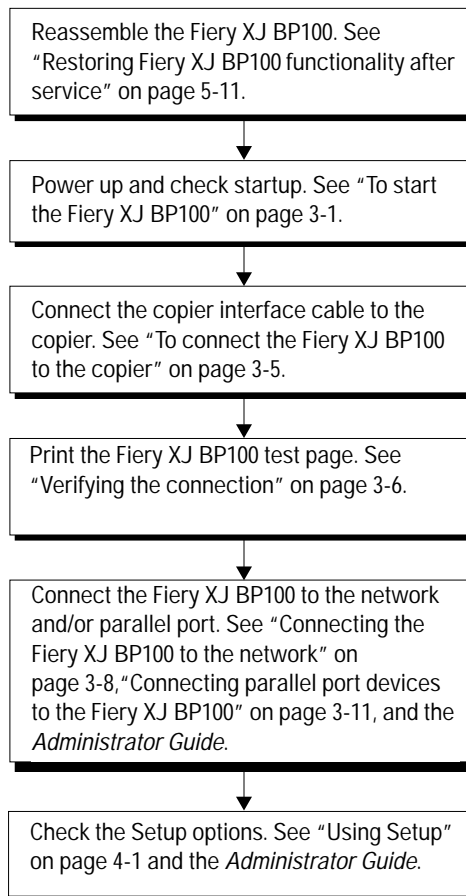 Reassemble the Fiery XJ BP100. See
“Restoring Fiery XJ BP100 functionality after
service” on page 5-11.
Power up and check startup. See “To start
the Fiery XJ BP100” on page 3-1.
Connect the copier interface cable to the
copier. See “To connect the Fiery XJ BP100
to the copier” on page 3-5.
Print the Fiery XJ BP100 test page. See
“Verifying the connection” on page 3-6.
Connect the Fiery XJ BP100 to the network
and/or parallel port. See “Connecting the
Fiery XJ BP100 to the network” on
page 3-8,“Connecting parallel port devices
to the Fiery XJ BP100” on page 3-11, and the
Administrator Guide.
Check the Setup options. See “Using Setup”
on page 4-1 and the Administrator Guide.